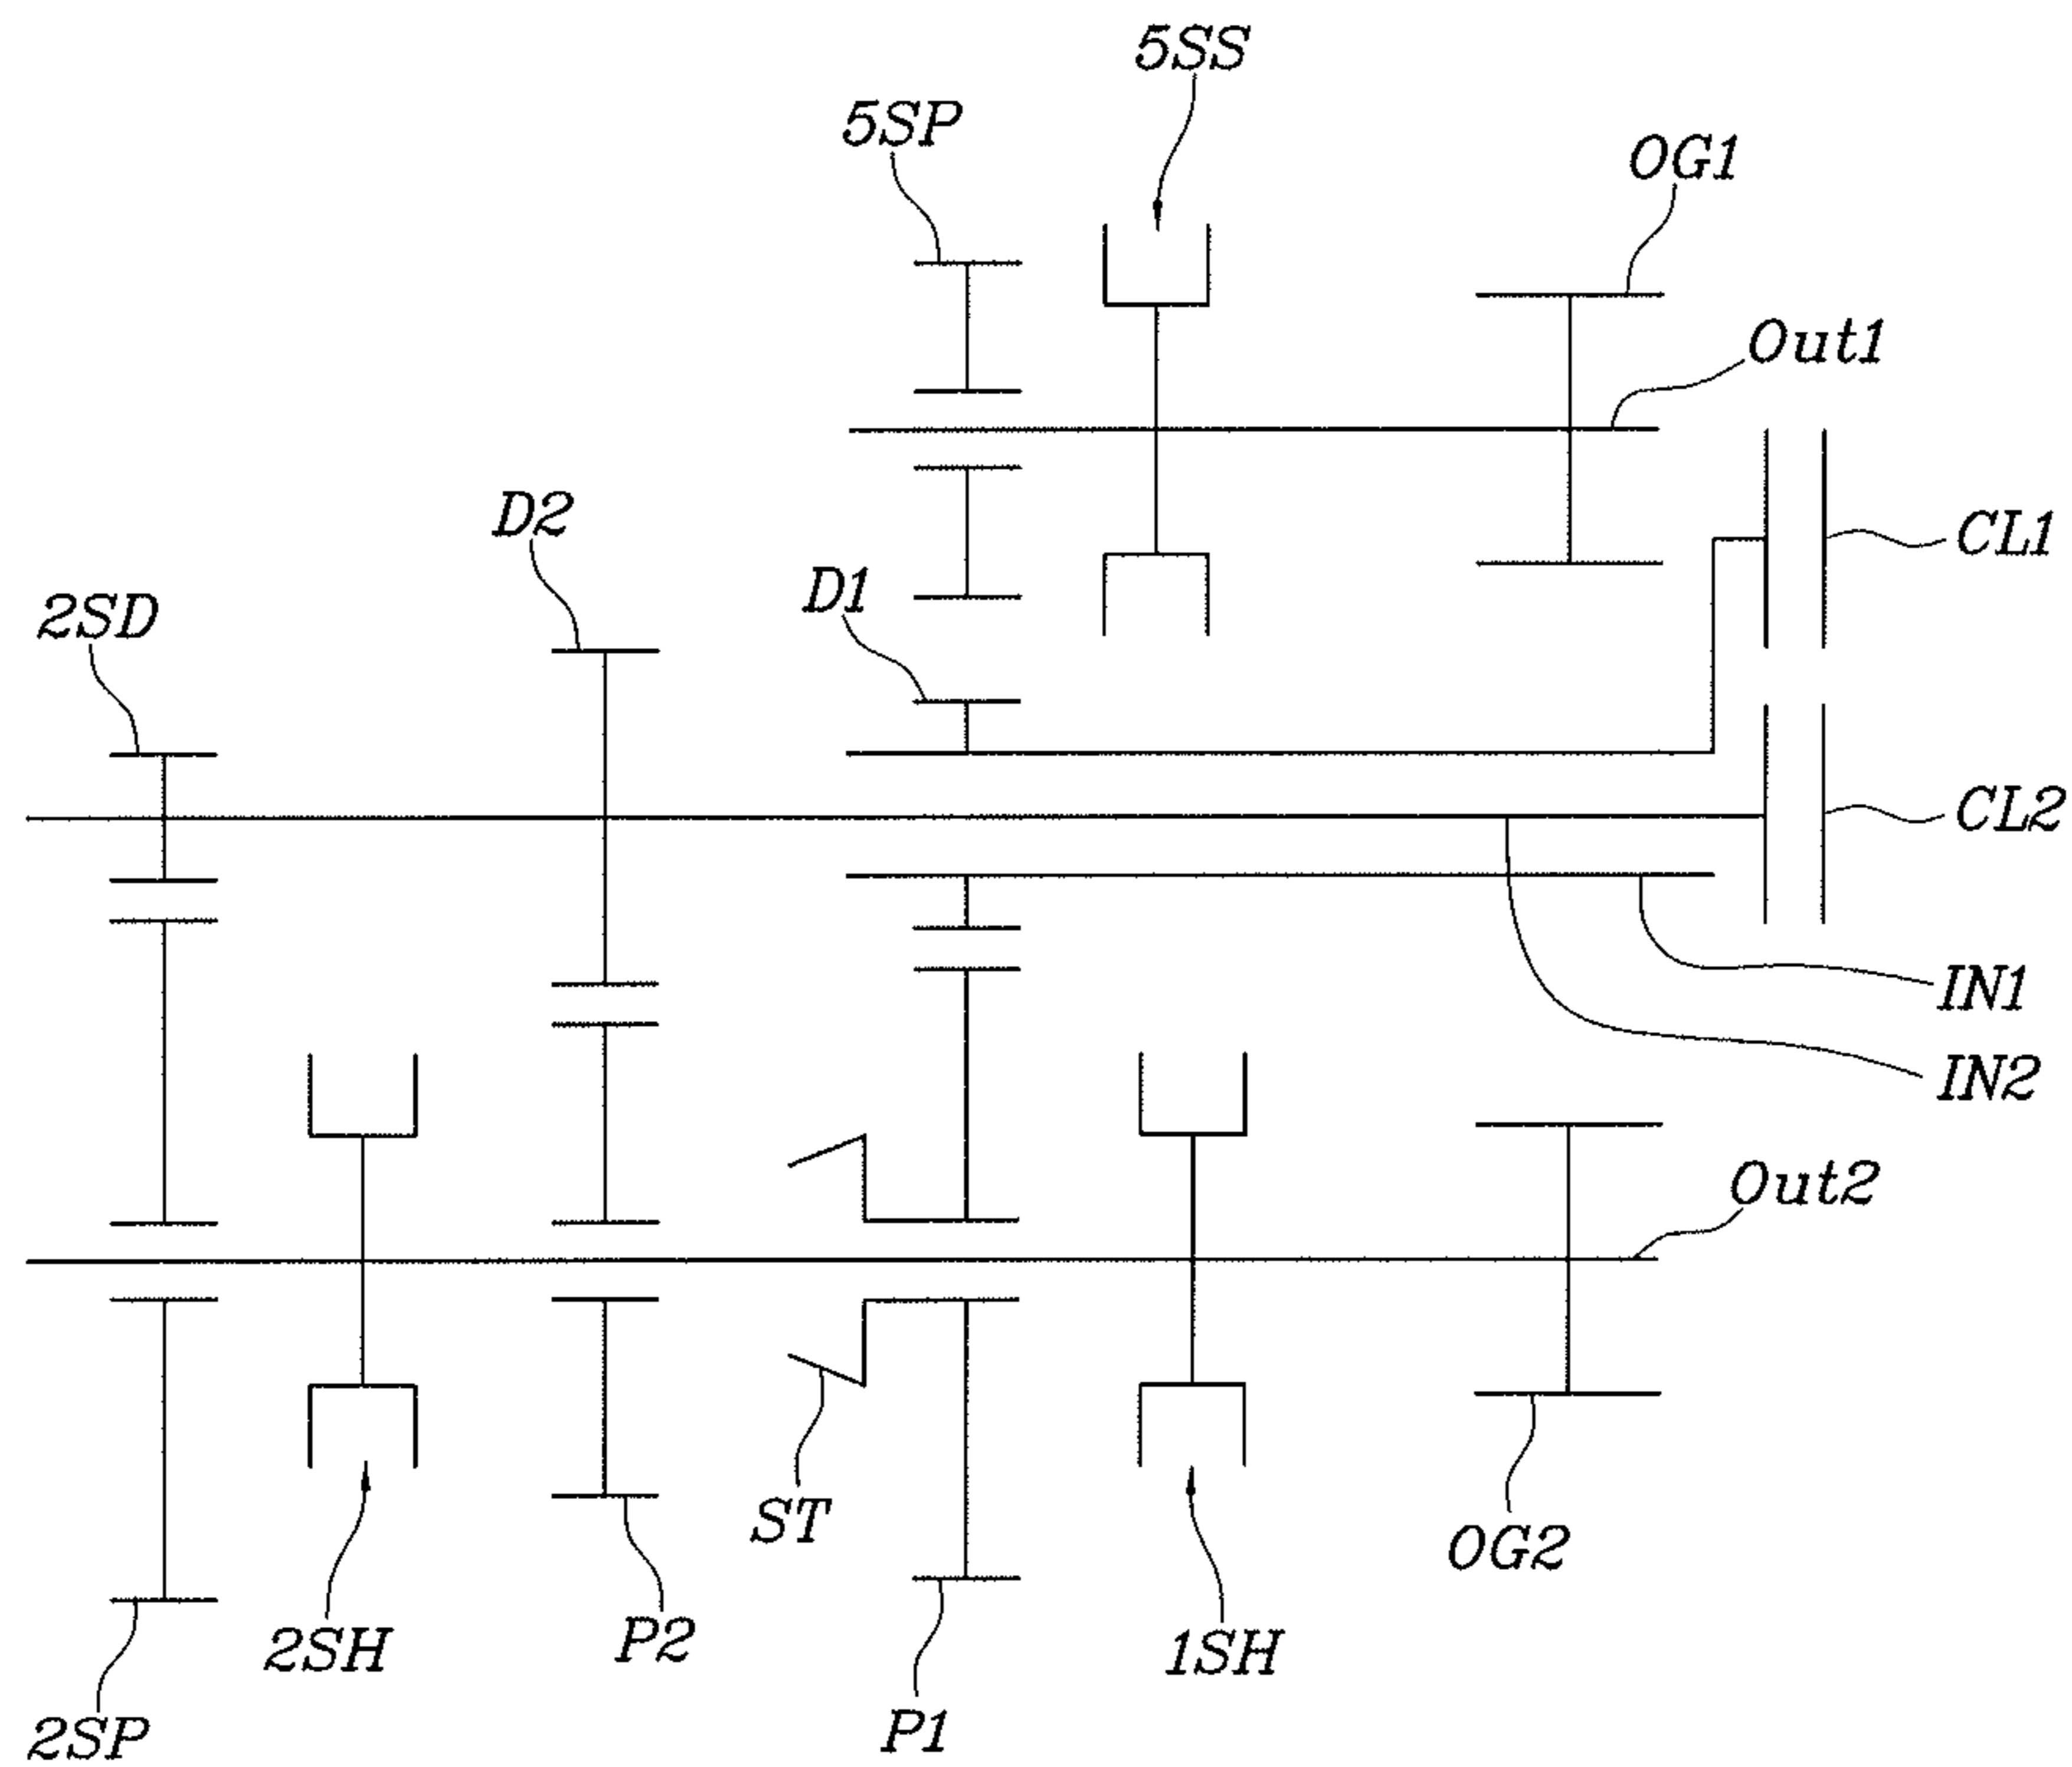 5SS
5SP
OG1
Out1
D2
CL1
D1
2SD
CL2
IN1
IN2
Out2
ST
OG2
P2
2SH
1SH
P1
2SP